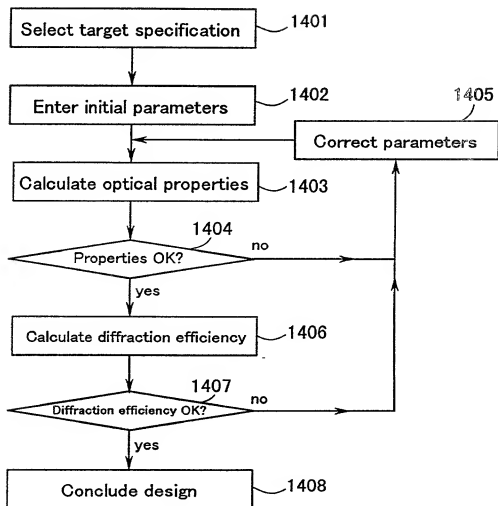 Select target specification
1401
Enter initial parameters
1402
1405
Correct parameters
Calculate optical properties
1403
1404
Properties OK?
no
yes
Calculate diffraction efficiency
1406
1407
Diffraction efficiency OK?
no
yes
Conclude design
1408